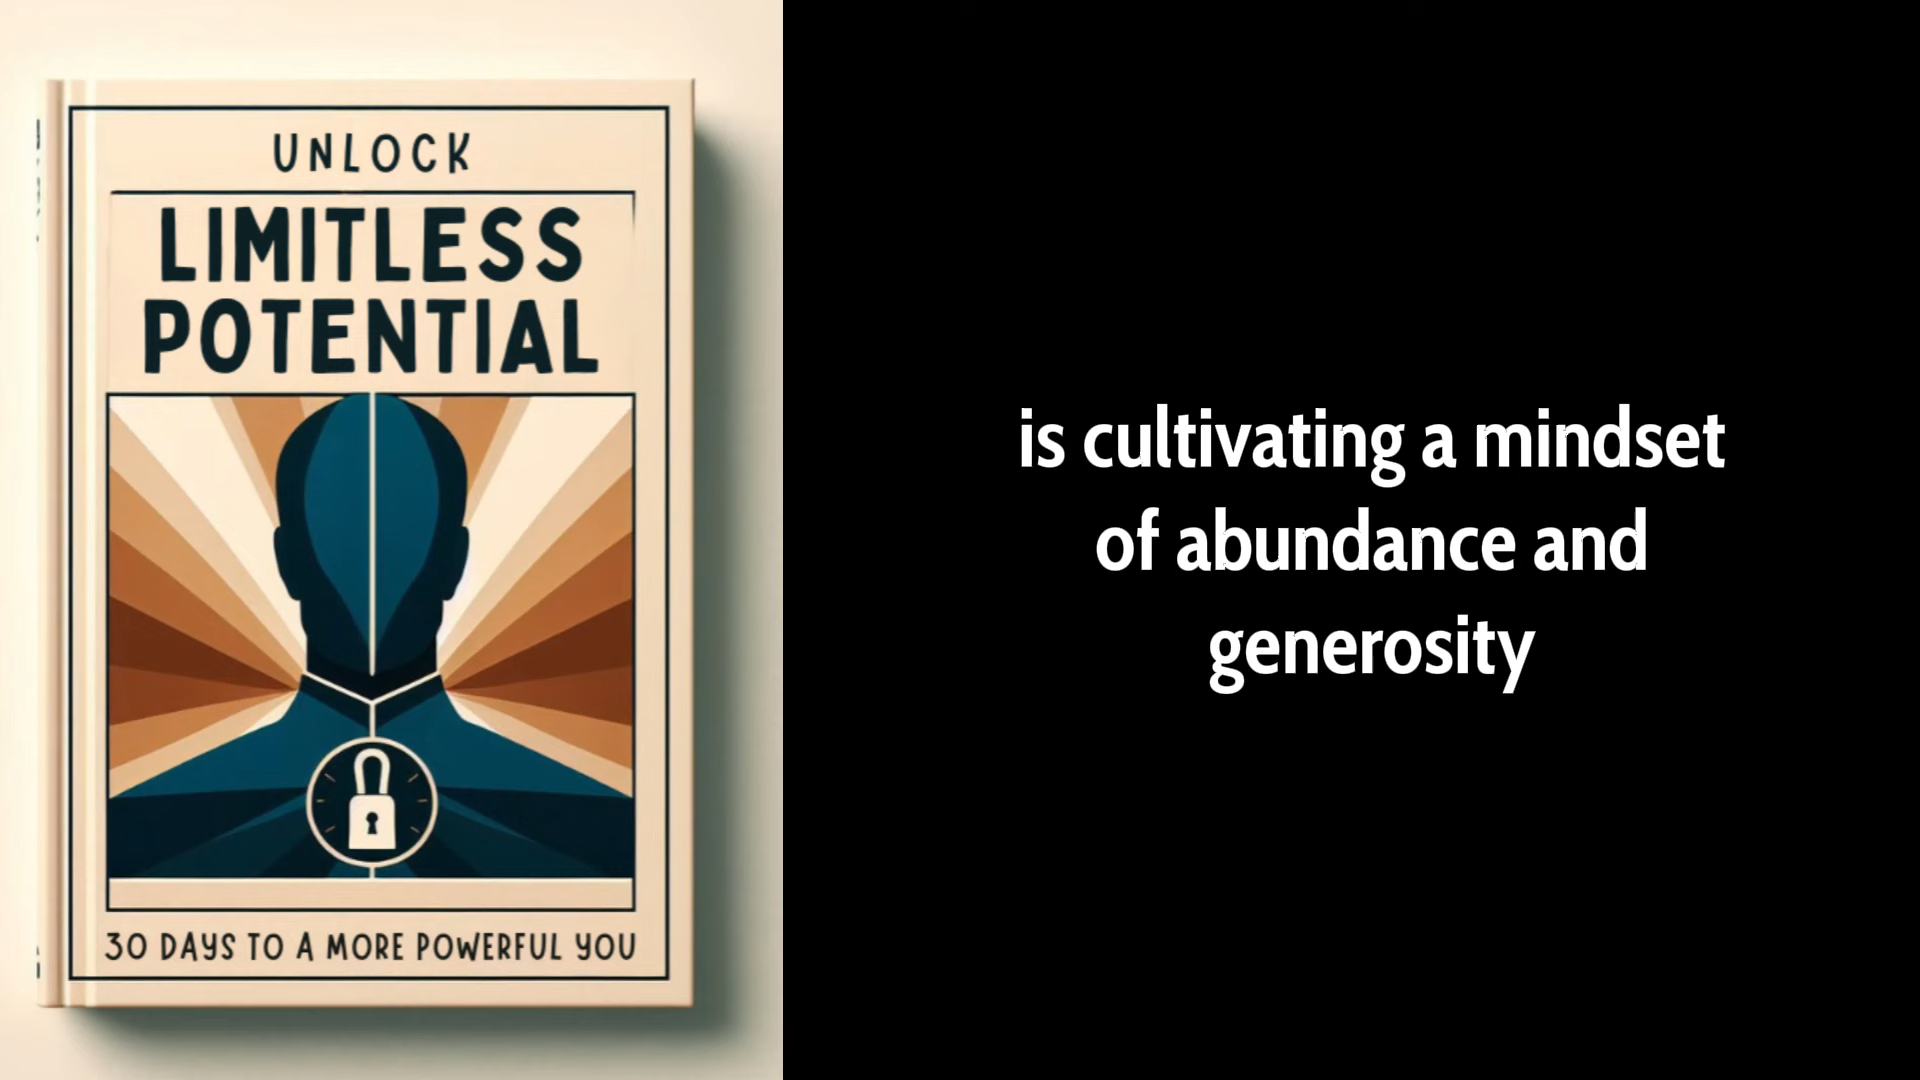 UNLOCK
LIMITLESS
POTENTIAL
30 DAYS TO A MORE POWERFUL YOU
is cultivating a mindset
of abundance and
generosity